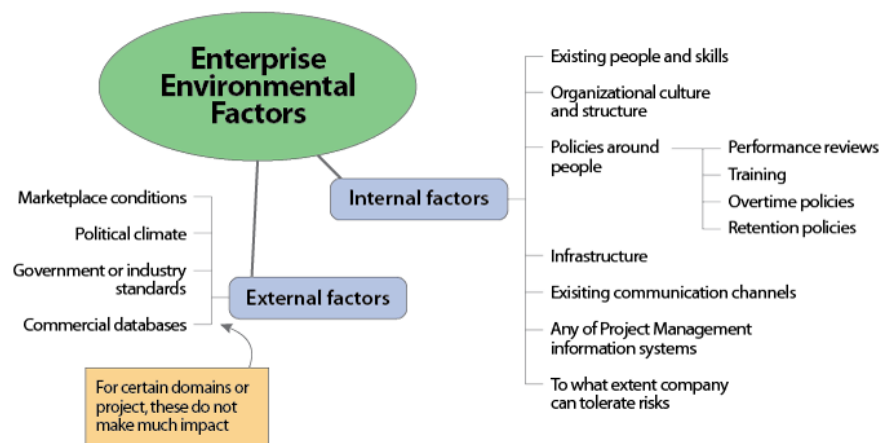 Enterprise
Environmental
Factors
Internal factors
Existing people and skills
Organizational culture
and structure
Policies around
people
Performance reviews
Training
Overtime policies
Retention policies
Infrastructure
Exisiting communication channels
Any of Project Management
information systems
To what extent company
can tolerate risks
External factors
Marketplace conditions
Political climate
Government or industry
standards
Commercial databases
For certain domains or
project, these do not
make much impact